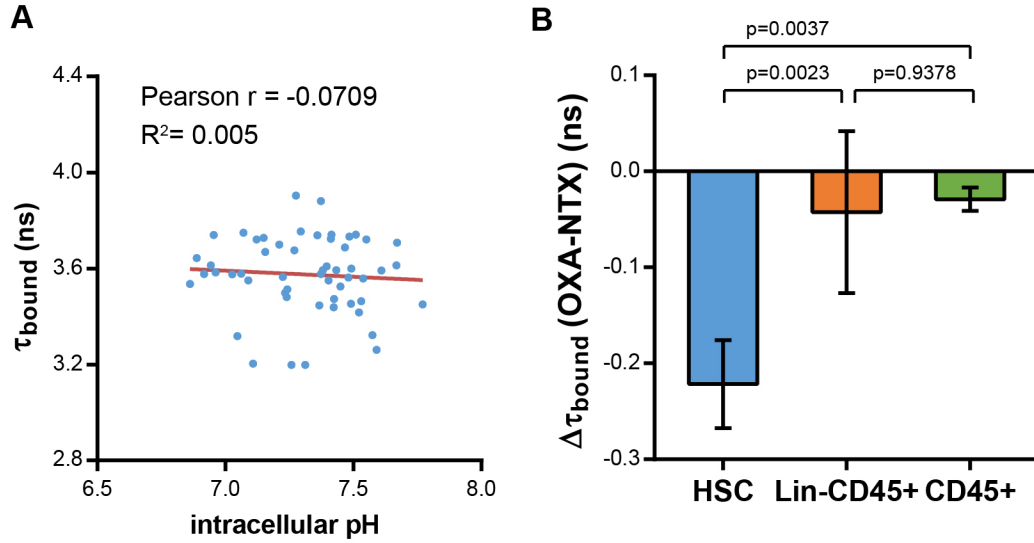 A
4.4
4.0
3.6
3.2
2.8
τbound (ns)
Pearson r = -0.0709
R²= 0.005
6.5 7.0 7.5 8.0
intracellular pH
B
p=0.0037
p=0.0023 p=0.9378
0.1
0.0
-0.1
-0.2
-0.3
Δτbound (OXA-NTX) (ns)
HSC Lin-CD45+ CD45+